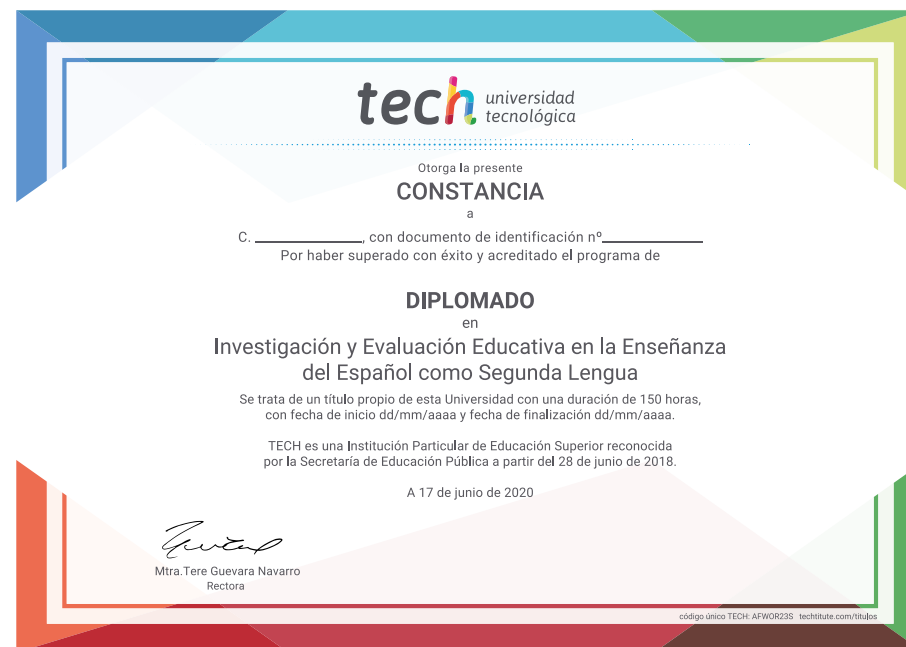 tech universidad
tecnológica
Otorga la presente
CONSTANCIA
a
C. ______________, con documento de identificación nº_____________
Por haber superado con éxito y acreditado el programa de
DIPLOMADO
en
Investigación y Evaluación Educativa en la Enseñanza
del Español como Segunda Lengua
Se trata de un título propio de esta Universidad con una duración de 150 horas,
con fecha de inicio dd/mm/aaaa y fecha de finalización dd/mm/aaaa.
TECH es una Institución Particular de Educación Superior reconocida
por la Secretaría de Educación Pública a partir del 28 de junio de 2018.
A 17 de junio de 2020
Mtra.Tere Guevara Navarro
Rectora
código único TECH: AFWOR23S techtitute.com/titulos